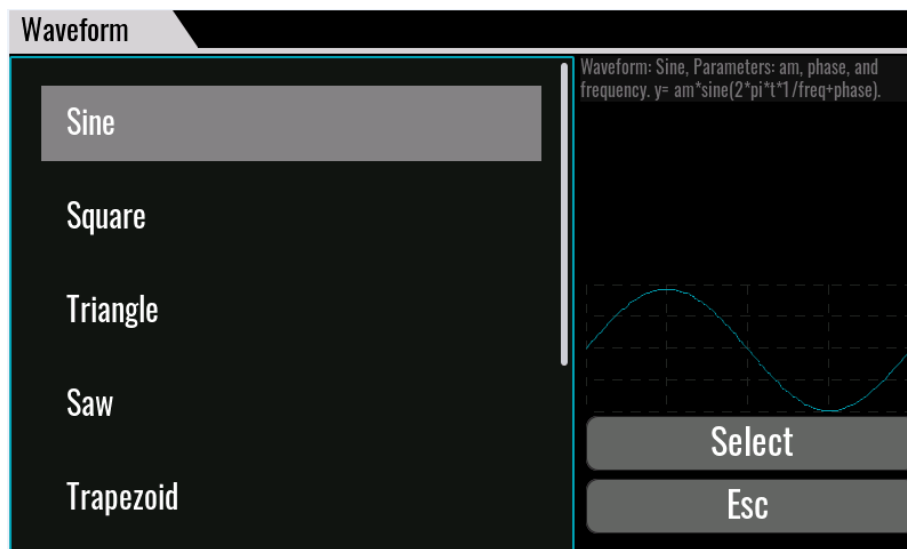 Waveform
Sine
Square
Triangle
Saw
Trapezoid
Waveform: Sine, Parameters: am, phase, and
frequency. y= am*sine(2*pi*t*1/freq+phase).
Select
Esc